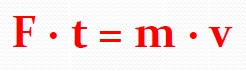 F · t = m · v